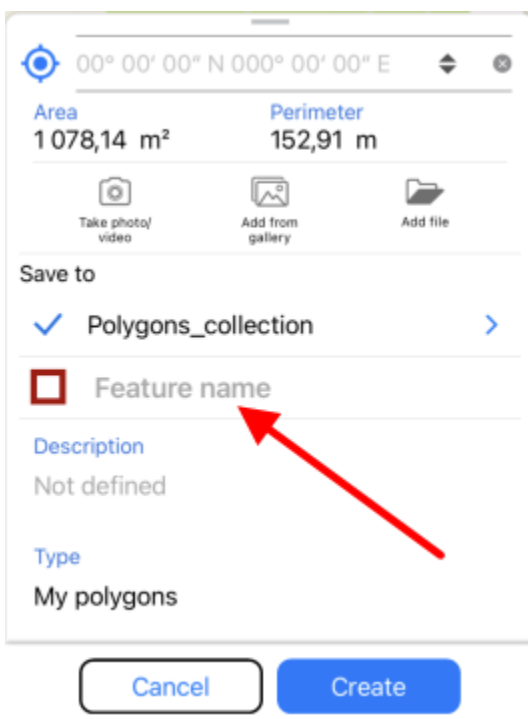 00° 00′ 00″ N 000° 00′ 00″ E
Area
1 078,14 m²
Perimeter
152,91 m
Take photo/
video
Add from
gallery
Add file
Save to
Polygons_collection
Feature name
Description
Not defined
Type
My polygons
Cancel
Create